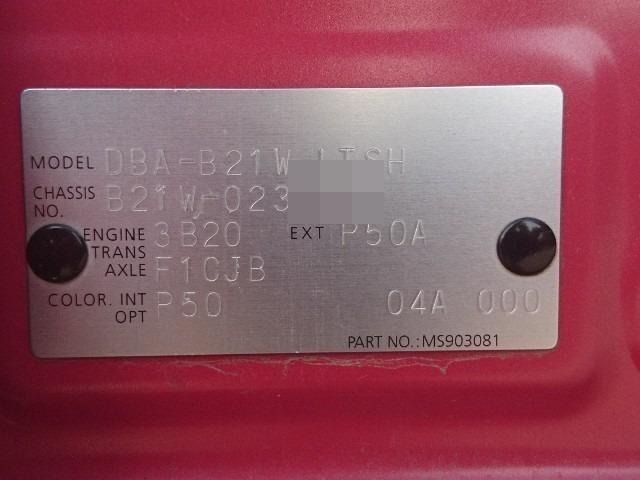 MODEL DBA-B21W LTSH
CHASSIS NO. B21W-023
ENGINE 3B20 EXT P50A
TRANS AXLE F1CJB
COLOR. INT OPT P50 04A 000
PART NO.:MS903081